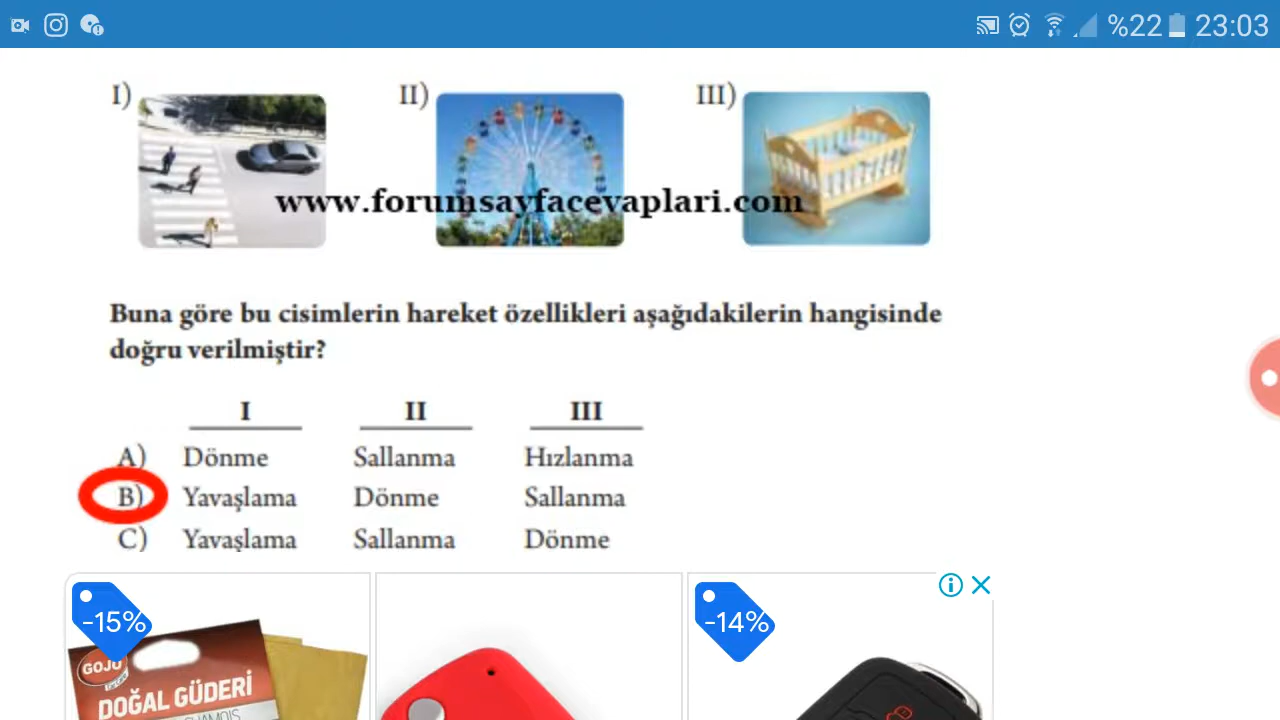 %22 23:03
I) II) III)
www.forumsayfacevaplari.com
Buna göre bu cisimlerin hareket özellikleri aşağıdakilerin hangisinde
doğru verilmiştir?
I II III
A) Dönme Sallanma Hızlanma
B) Yavaşlama Dönme Sallanma
C) Yavaşlama Sallanma Dönme
-15% -14%
GOJO
DOĞAL GÜDERİ